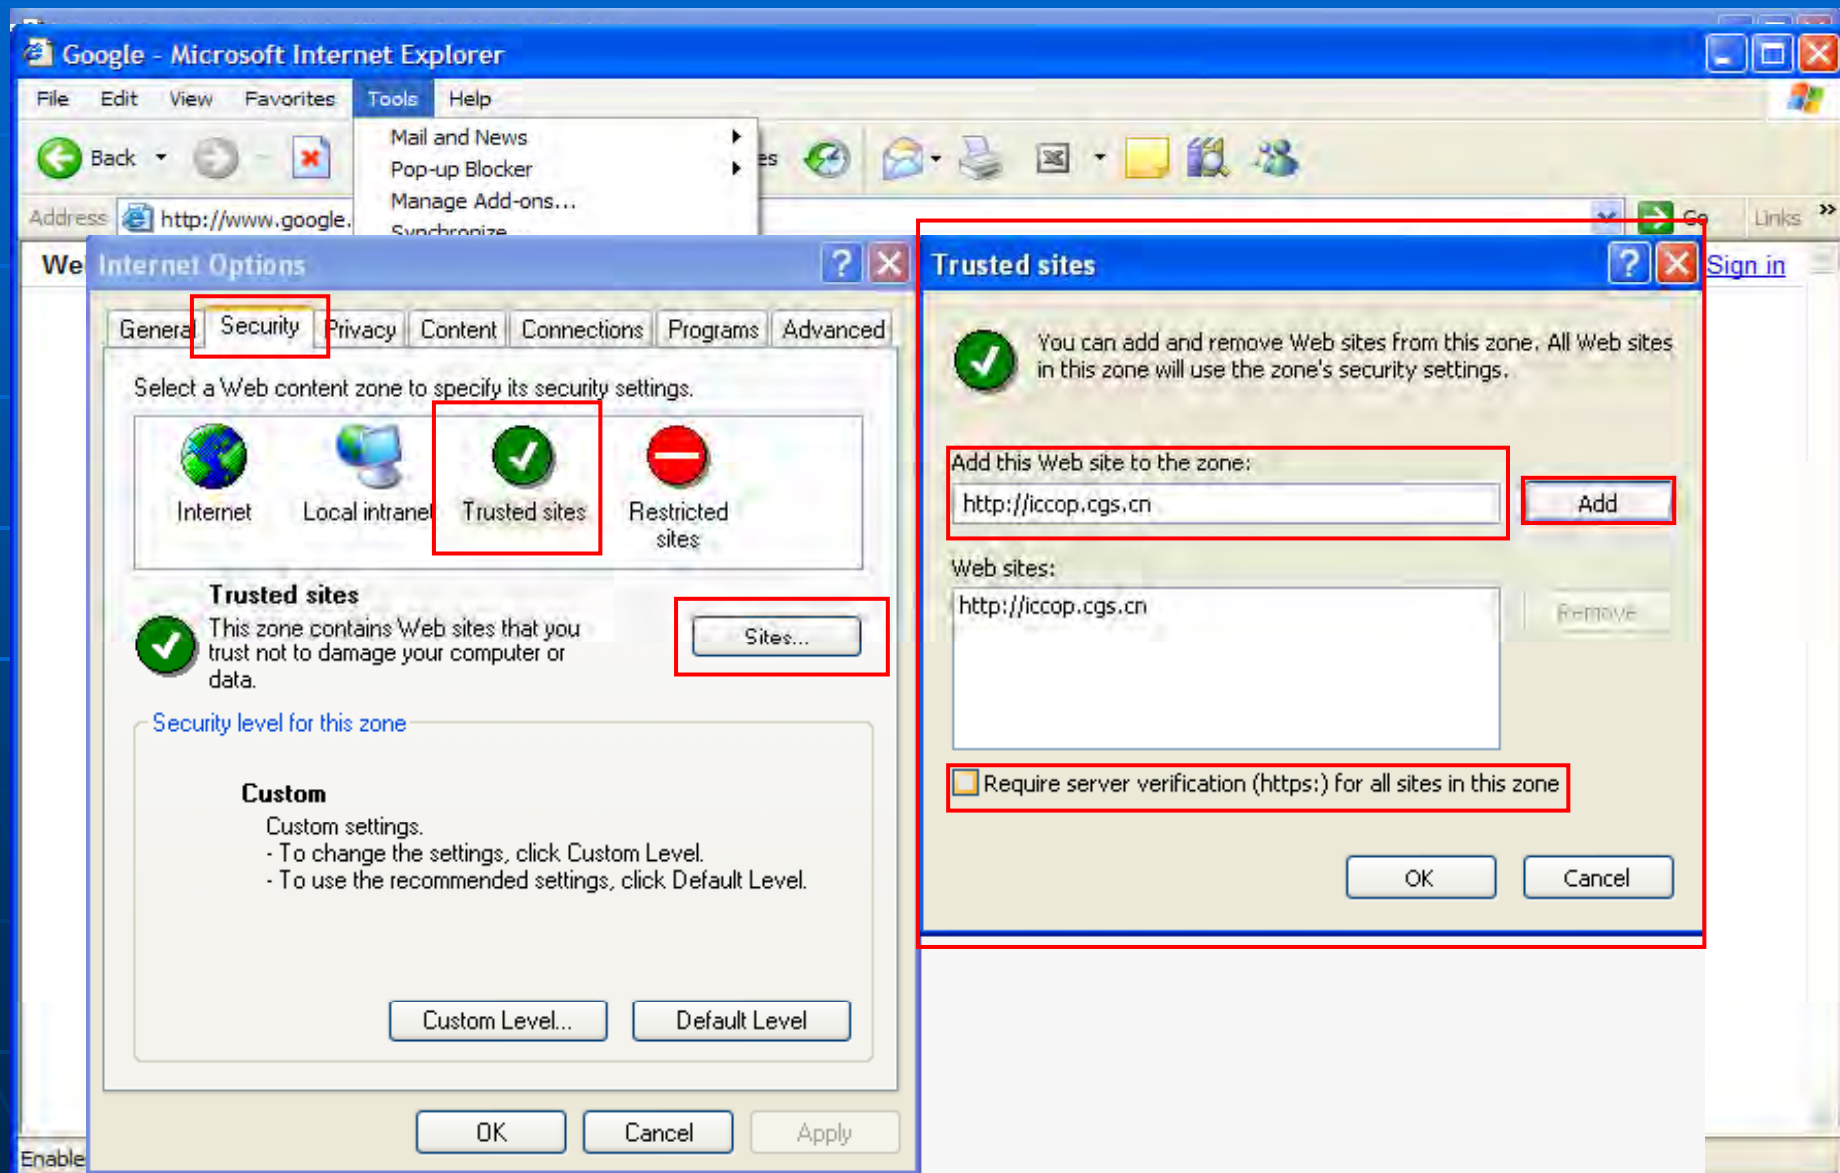 Google - Microsoft Internet Explorer
File Edit View Favorites Tools Help
Back
Mail and News
Pop-up Blocker
Manage Add-ons...
Synchronize
Address http://www.google.
Go Links »
Sign in
Internet Options
General Security Privacy Content Connections Programs Advanced
Select a Web content zone to specify its security settings.
Internet Local intranet Trusted sites Restricted
sites
Trusted sites
This zone contains Web sites that you
trust not to damage your computer or
data.
Sites...
Security level for this zone
Custom
Custom settings.
- To change the settings, click Custom Level.
- To use the recommended settings, click Default Level.
Custom Level... Default Level
OK Cancel Apply
Trusted sites
You can add and remove Web sites from this zone. All Web sites
in this zone will use the zone's security settings.
Add this Web site to the zone:
http://iccop.cgs.cn Add
Web sites:
http://iccop.cgs.cn Remove
Require server verification (https:) for all sites in this zone
OK Cancel
Enable